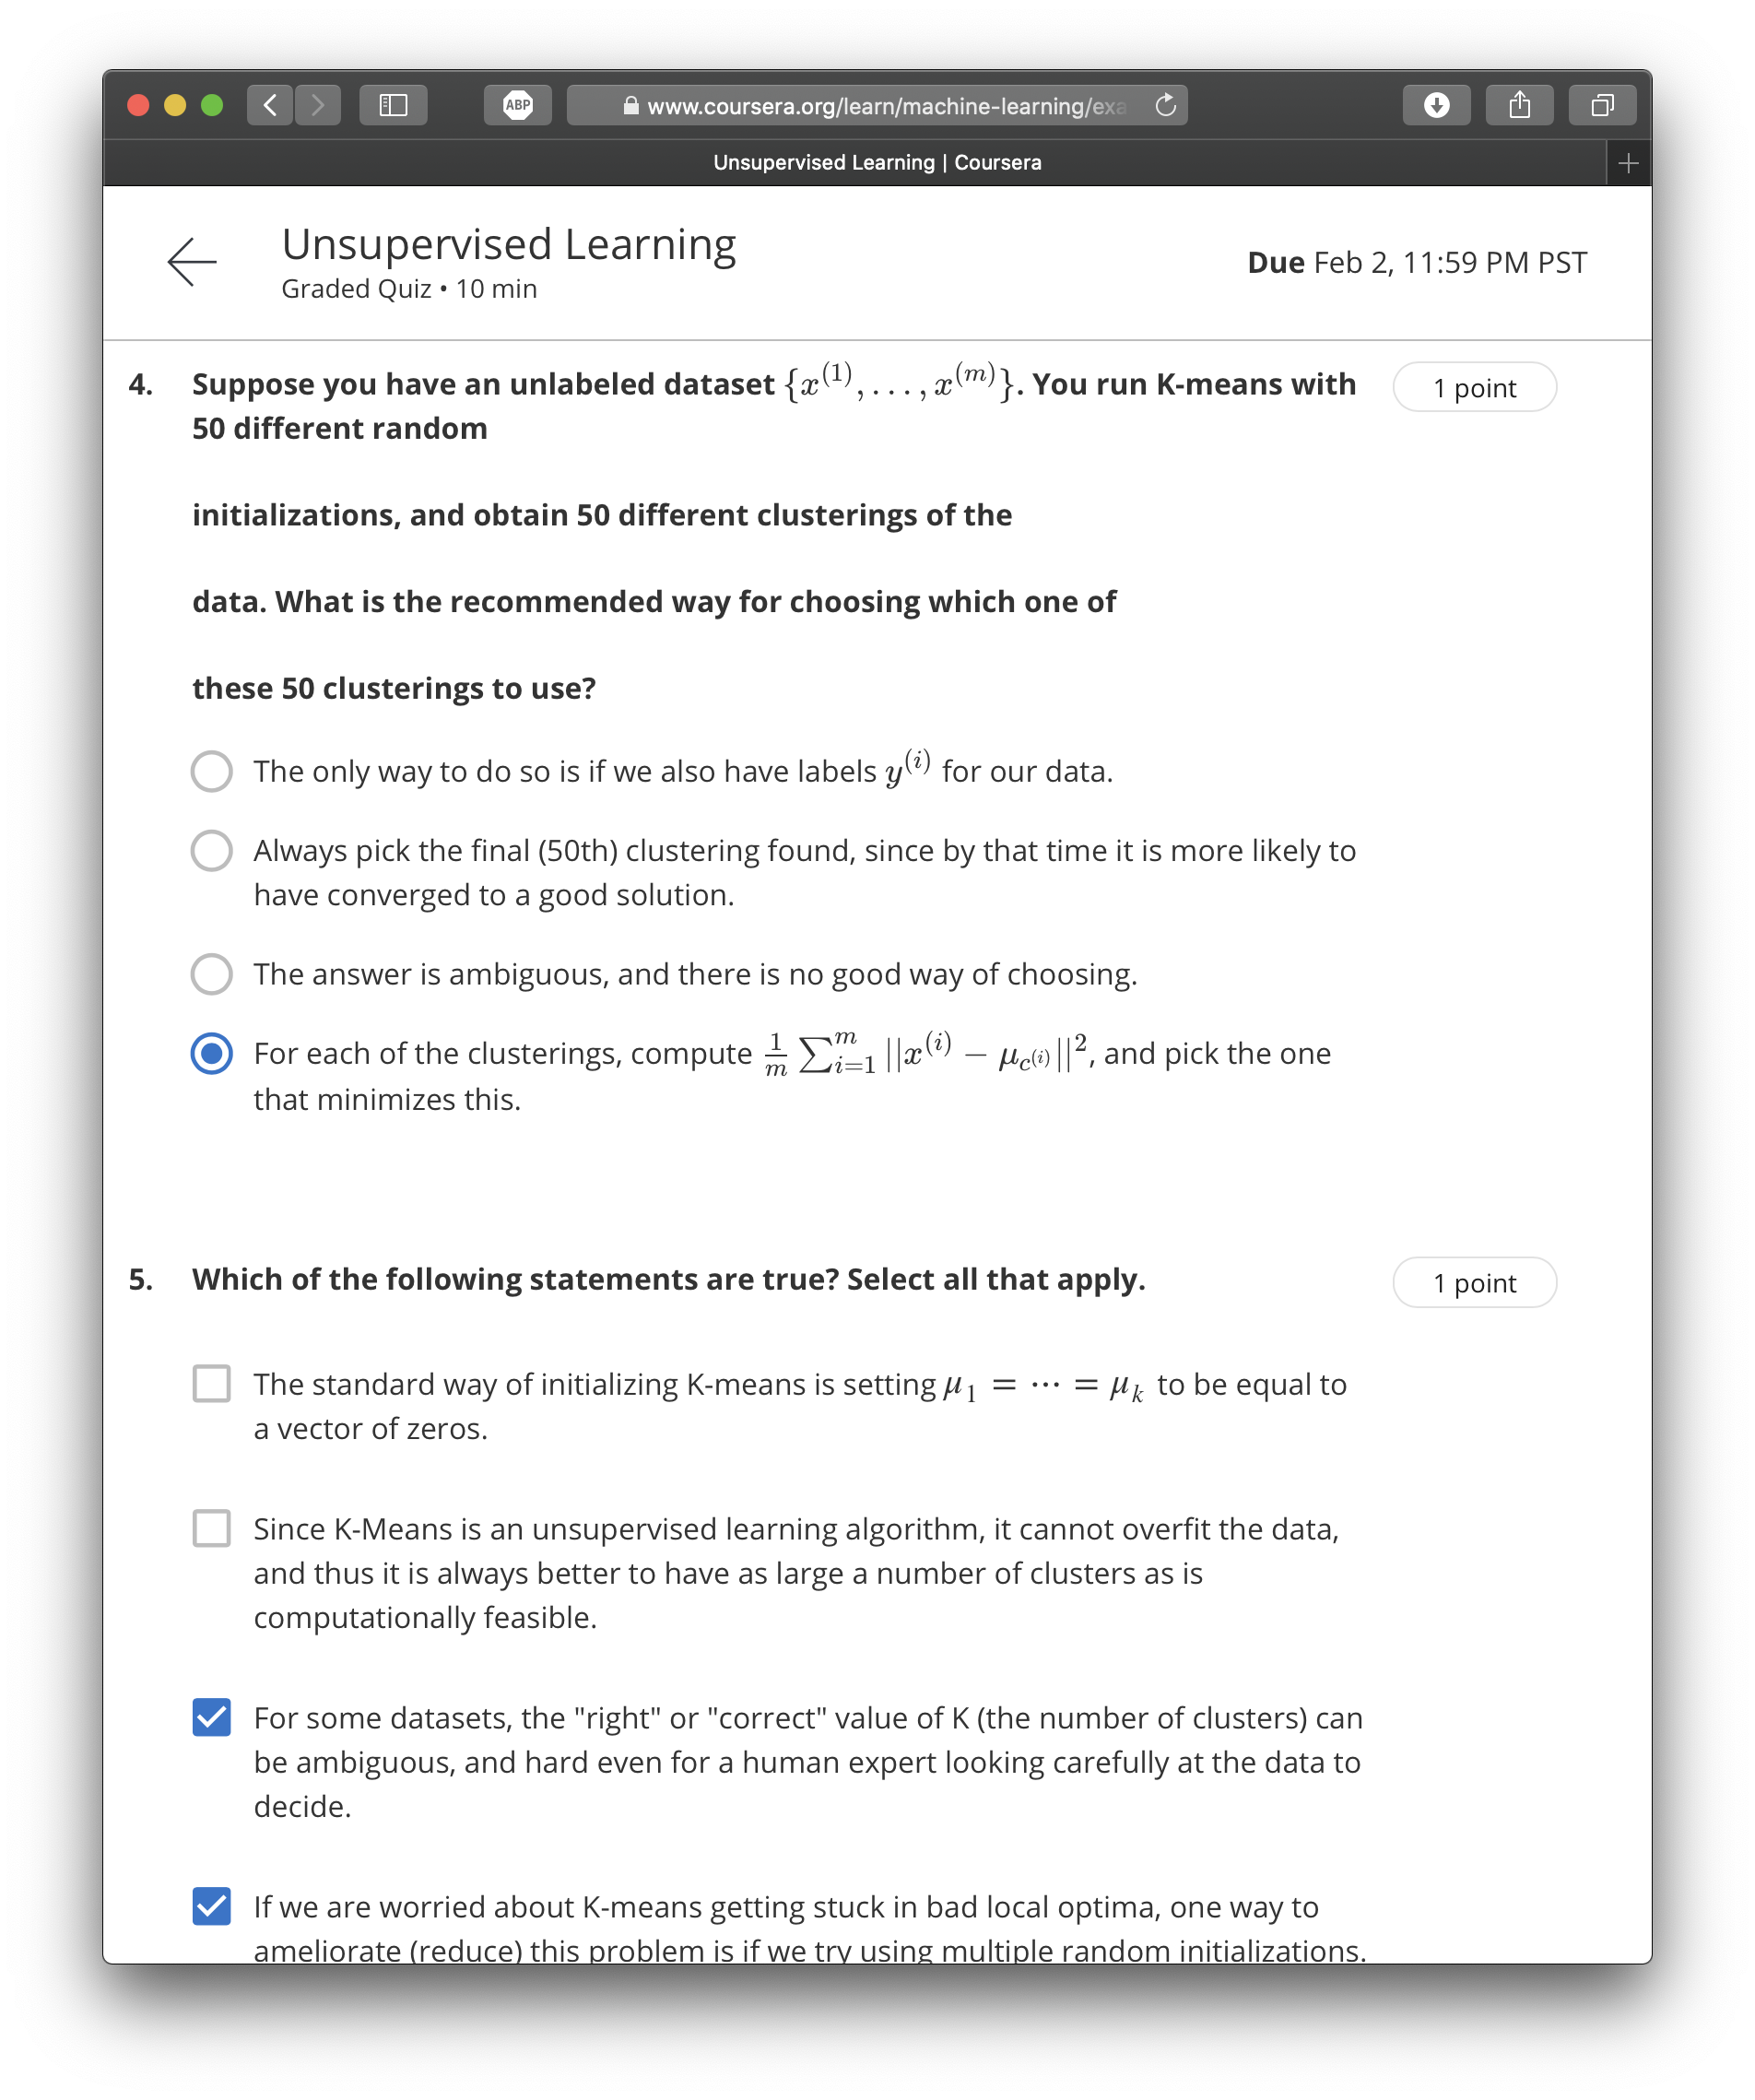 ABP
www.coursera.org/learn/machine-learning/exa
Unsupervised Learning | Coursera
Unsupervised Learning
Graded Quiz • 10 min
Due Feb 2, 11:59 PM PST
4. Suppose you have an unlabeled dataset {x^(1), . . . , x^(m)}. You run K-means with
1 point
50 different random
initializations, and obtain 50 different clusterings of the
data. What is the recommended way for choosing which one of
these 50 clusterings to use?
The only way to do so is if we also have labels y^(i) for our data.
Always pick the final (50th) clustering found, since by that time it is more likely to
have converged to a good solution.
The answer is ambiguous, and there is no good way of choosing.
For each of the clusterings, compute 1/m ∑_{i=1}^m ||x^(i) − μ_{c^(i)}||^2, and pick the one
that minimizes this.
5. Which of the following statements are true? Select all that apply.
1 point
The standard way of initializing K-means is setting μ_1 = ··· = μ_k to be equal to
a vector of zeros.
Since K-Means is an unsupervised learning algorithm, it cannot overfit the data,
and thus it is always better to have as large a number of clusters as is
computationally feasible.
For some datasets, the "right" or "correct" value of K (the number of clusters) can
be ambiguous, and hard even for a human expert looking carefully at the data to
decide.
If we are worried about K-means getting stuck in bad local optima, one way to
ameliorate (reduce) this problem is if we try using multiple random initializations.